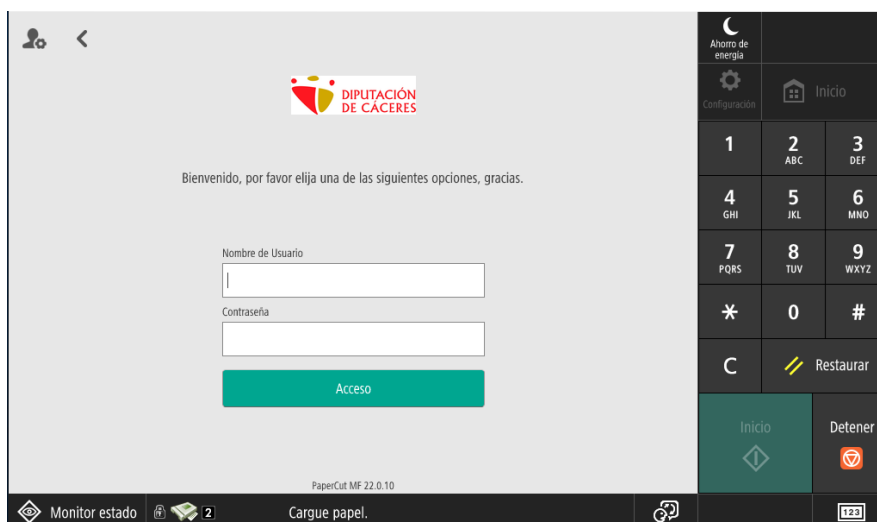 Ahorro de
energía
DIPUTACIÓN
DE CÁCERES
Configuración
Inicio
Bienvenido, por favor elija una de las siguientes opciones, gracias.
1
2
ABC
3
DEF
4
GHI
5
JKL
6
MNO
Nombre de Usuario
7
PQRS
8
TUV
9
WXYZ
Contraseña
*
0
#
Acceso
C
Restaurar
Inicio
Detener
PaperCut MF 22.0.10
Monitor estado
2
Cargue papel.
123